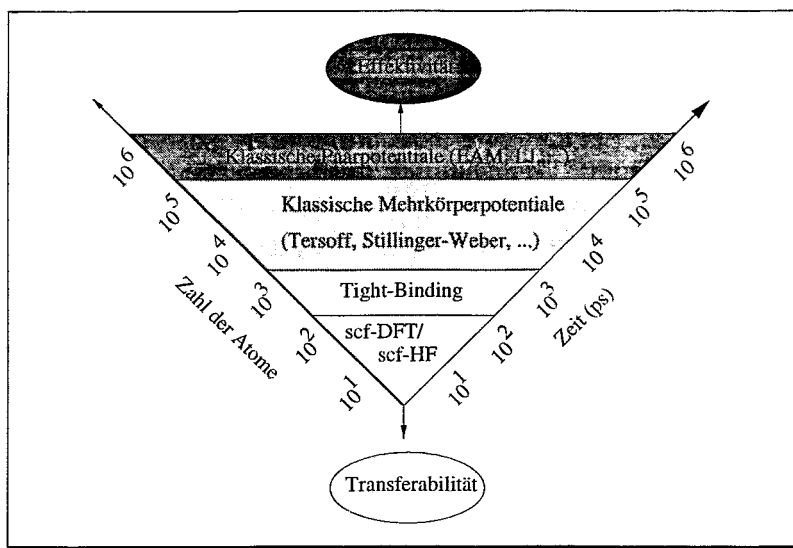 Effektivität
Klassische Paarpotentiale (EAM, LJ, ...)
Klassische Mehrkörperpotentiale
(Tersoff, Stillinger-Weber, ...)
Tight-Binding
scf-DFT/
scf-HF
Zahl der Atome
10^6
10^5
10^4
10^3
10^2
10^1
Zeit (ps)
10^1
10^2
10^3
10^4
10^5
10^6
Transferabilität